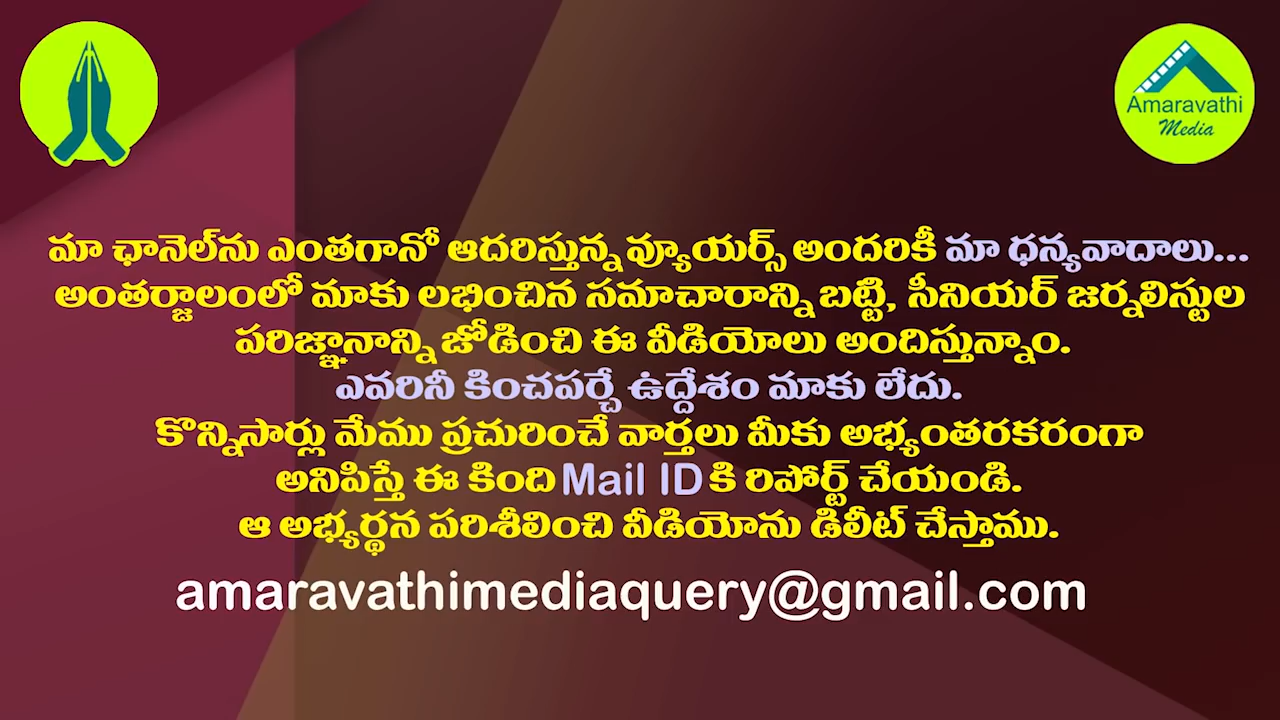 Amaravathi
Media
మా ఛానెల్‌ను ఎంతగానో ఆదరిస్తున్న వ్యూయర్స్ అందరికీ మా ధన్యవాదాలు...
అంతర్జాలంలో మాకు లభించిన సమాచారాన్ని బట్టి, సీనియర్ జర్నలిస్టుల
పరిజ్ఞానాన్ని జోడించి ఈ వీడియోలు అందిస్తున్నాం.
ఎవరినీ కించపర్చే ఉద్దేశం మాకు లేదు.
కొన్నిసార్లు మేము ప్రచురించే వార్తలు మీకు అభ్యంతరకరంగా
అనిపిస్తే ఈ కింది Mail ID కి రిపోర్ట్ చేయండి.
ఆ అభ్యర్థన పరిశీలించి వీడియోను డిలీట్ చేస్తాము.
amaravathimediaquery@gmail.com